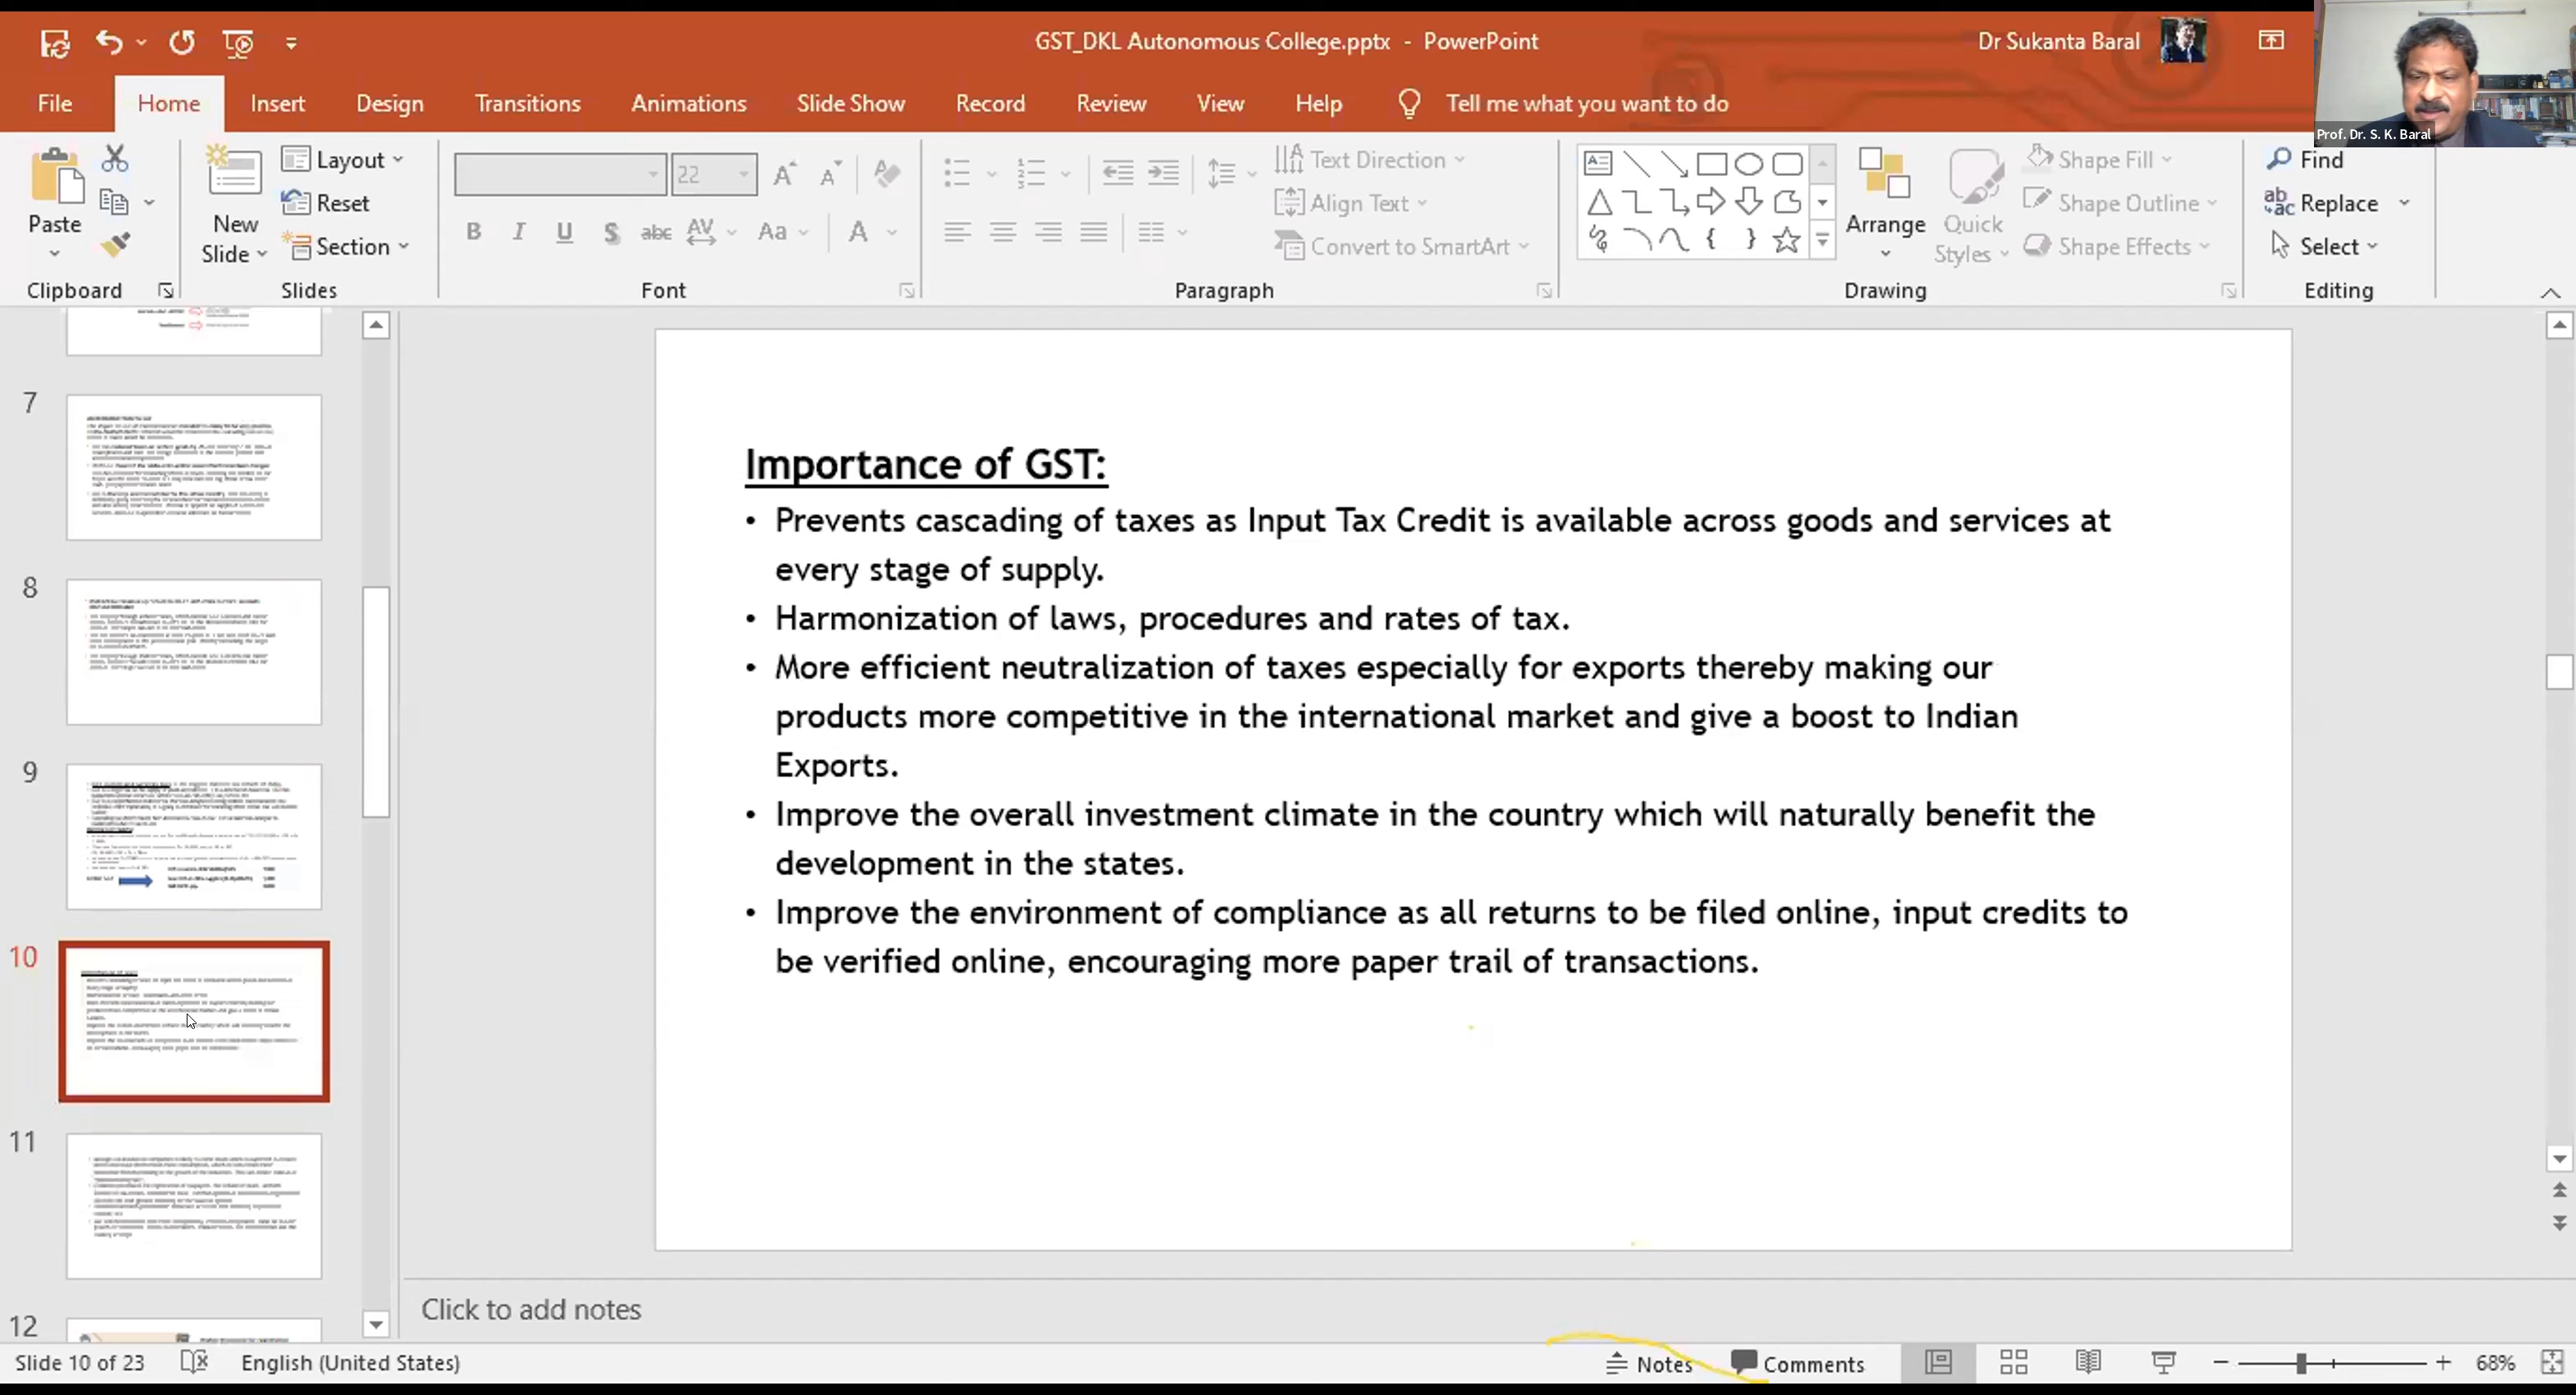 GST_DKL Autonomous College.pptx - PowerPoint
Dr Sukanta Baral
File Home Insert Design Transitions Animations Slide Show Record Review View Help Tell me what you want to do
Prof. Dr. S. K. Baral
Paste
Clipboard
New Slide
Layout
Reset
Section
Slides
22
B I U S abc AV Aa A
Font
Text Direction
Align Text
Convert to SmartArt
Paragraph
Arrange
Quick Styles
Shape Fill
Shape Outline
Shape Effects
Drawing
Find
Replace
Select
Editing
7
8
9
10
11
12
Importance of GST:
• Prevents cascading of taxes as Input Tax Credit is available across goods and services at
every stage of supply.
• Harmonization of laws, procedures and rates of tax.
• More efficient neutralization of taxes especially for exports thereby making our
products more competitive in the international market and give a boost to Indian
Exports.
• Improve the overall investment climate in the country which will naturally benefit the
development in the states.
• Improve the environment of compliance as all returns to be filed online, input credits to
be verified online, encouraging more paper trail of transactions.
Click to add notes
Slide 10 of 23 English (United States) Notes Comments 68%